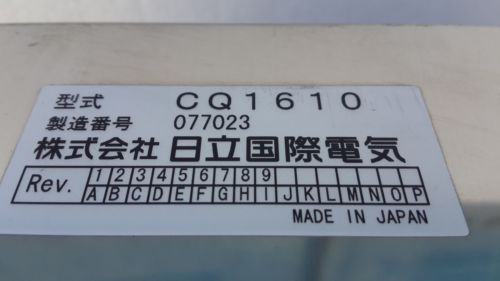 型式 CQ1610
製造番号 077023
株式会社 日立国際電気
Rev. 1 2 3 4 5 6 7 8 9
A B C D E F G H I J K L M N O P
MADE IN JAPAN